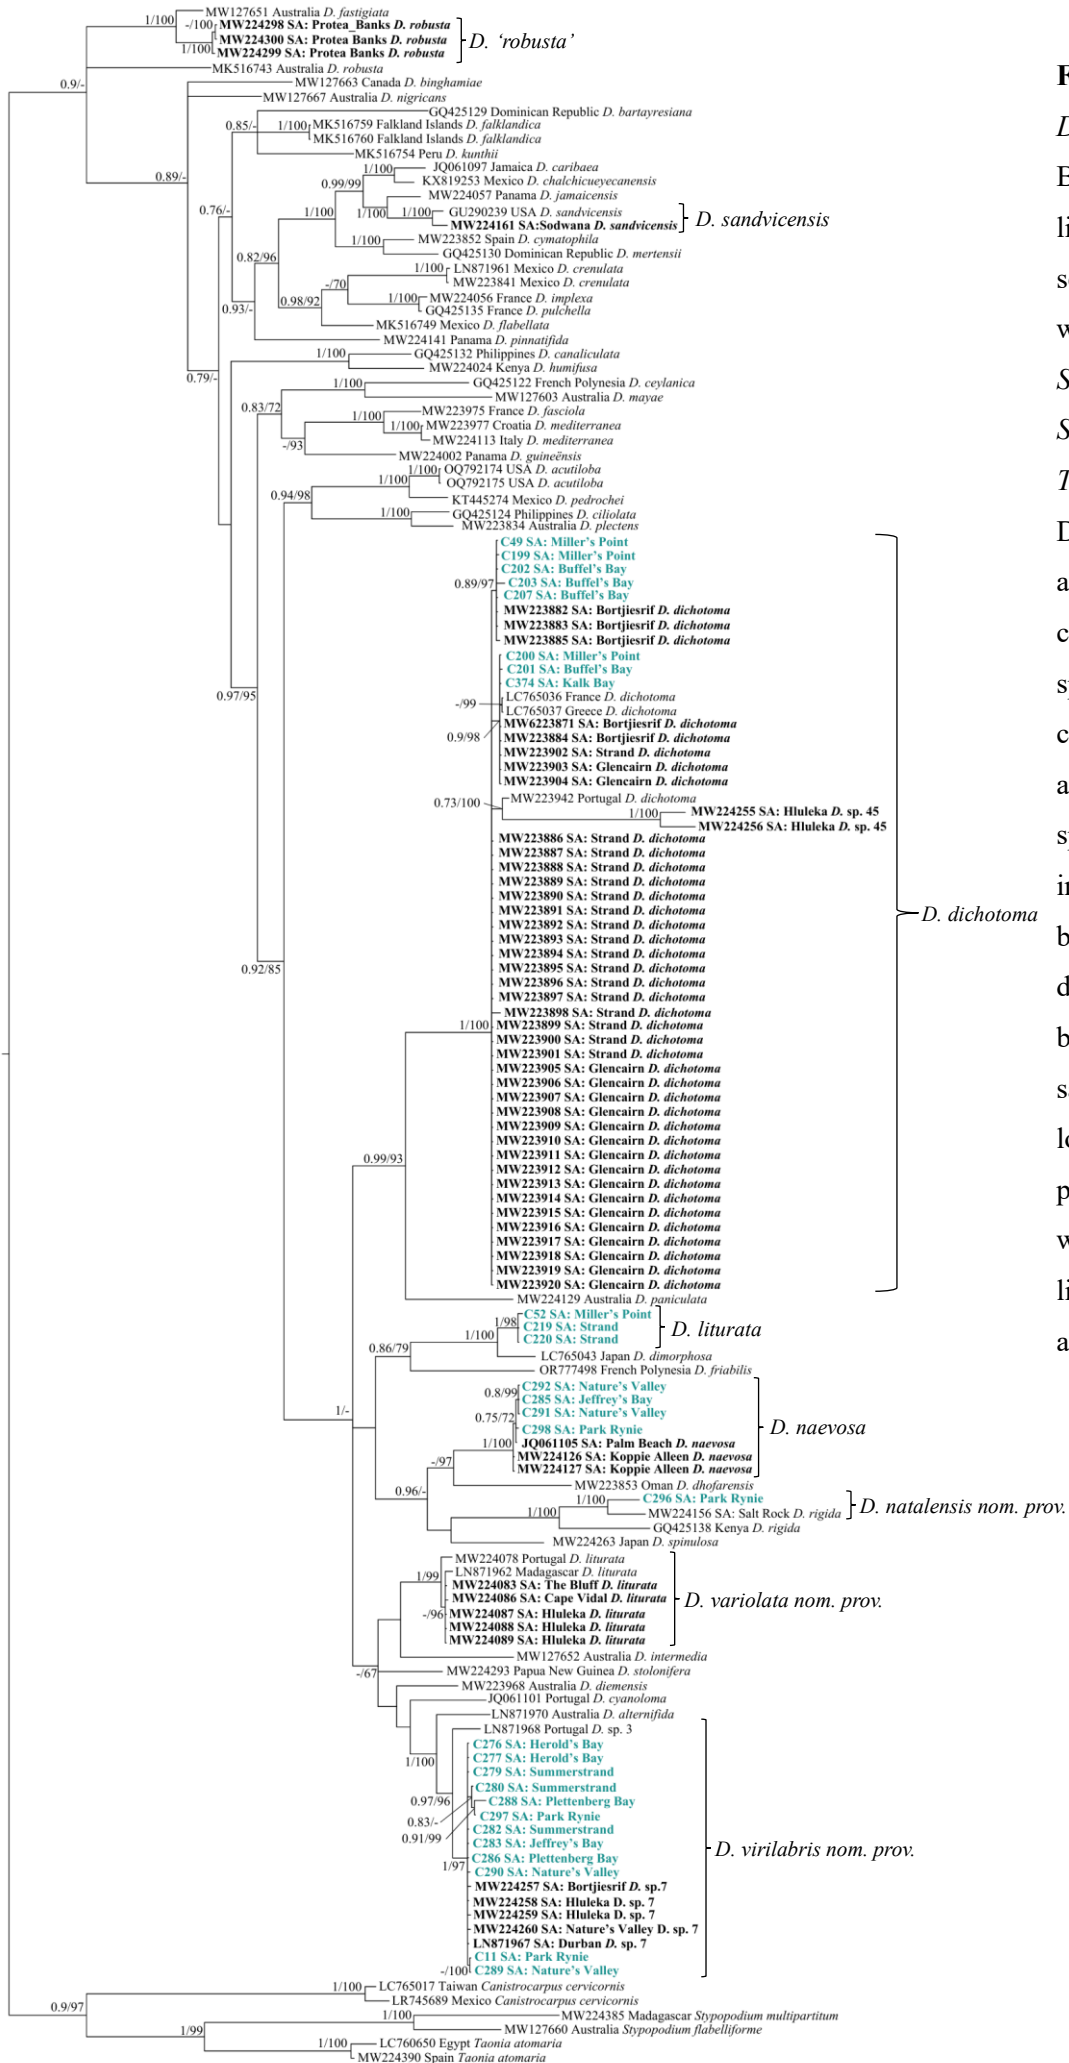 MW127651 Australia D. fastigiata
1/100
-/100
MW224298 SA: Protea_Banks D. robusta
MW224300 SA: Protea Banks D. robusta
1/100
MW224299 SA: Protea Banks D. robusta
D. ‘robusta’
MK516743 Australia D. robusta
0.9/-
MW127663 Canada D. binghamiae
MW127667 Australia D. nigricans
GQ425129 Dominican Republic D. bartayresiana
0.85/-
1/100
MK516759 Falkland Islands D. falklandica
MK516760 Falkland Islands D. falklandica
MK516754 Peru D. kunthii
0.89/-
JQ061097 Jamaica D. caribaea
1/100
KX819253 Mexico D. chalchicueyecanensis
0.99/99
MW224057 Panama D. jamaicensis
0.76/-
1/100
1/100
1/100
GU290239 USA D. sandvicensis
MW224161 SA:Sodwana D. sandvicensis
D. sandvicensis
1/100
MW223852 Spain D. cymatophila
GQ425130 Dominican Republic D. mertensii
0.82/96
1/100
LN871961 Mexico D. crenulata
MW223841 Mexico D. crenulata
-/70
1/100
MW224056 France D. implexa
0.93/-
0.98/92
GQ425135 France D. pulchella
MK516749 Mexico D. flabellata
MW224141 Panama D. pinnatifida
1/100
GQ425132 Philippines D. canaliculata
MW224024 Kenya D. humifusa
0.79/-
1/100
GQ425122 French Polynesia D. ceylanica
MW127603 Australia D. mayae
0.83/72
MW223975 France D. fasciola
1/100
1/100
MW223977 Croatia D. mediterranea
MW224113 Italy D. mediterranea
-/93
MW224002 Panama D. guineënsis
1/100
OQ792174 USA D. acutiloba
1/100
OQ792175 USA D. acutiloba
0.94/98
KT445274 Mexico D. pedrochei
1/100
GQ425124 Philippines D. ciliolata
MW223834 Australia D. plectens
C49 SA: Miller’s Point
C199 SA: Miller’s Point
C202 SA: Buffel’s Bay
0.89/97
C203 SA: Buffel’s Bay
C207 SA: Buffel’s Bay
MW223882 SA: Bortjiesrif D. dichotoma
MW223883 SA: Bortjiesrif D. dichotoma
MW223885 SA: Bortjiesrif D. dichotoma
C200 SA: Miller’s Point
C201 SA: Buffel’s Bay
C374 SA: Kalk Bay
0.97/95
LC765036 France D. dichotoma
-/99
LC765037 Greece D. dichotoma
MW6223871 SA: Bortjiesrif D. dichotoma
0.9/98
MW223884 SA: Bortjiesrif D. dichotoma
MW223902 SA: Strand D. dichotoma
MW223903 SA: Glencairn D. dichotoma
MW223904 SA: Glencairn D. dichotoma
0.73/100
MW223942 Portugal D. dichotoma
1/100
MW224255 SA: Hluleka D. sp. 45
MW224256 SA: Hluleka D. sp. 45
MW223886 SA: Strand D. dichotoma
MW223887 SA: Strand D. dichotoma
MW223888 SA: Strand D. dichotoma
MW223889 SA: Strand D. dichotoma
MW223890 SA: Strand D. dichotoma
MW223891 SA: Strand D. dichotoma
D. dichotoma
MW223892 SA: Strand D. dichotoma
MW223893 SA: Strand D. dichotoma
MW223894 SA: Strand D. dichotoma
MW223895 SA: Strand D. dichotoma
0.92/85
MW223896 SA: Strand D. dichotoma
MW223897 SA: Strand D. dichotoma
MW223898 SA: Strand D. dichotoma
1/100
MW223899 SA: Strand D. dichotoma
MW223900 SA: Strand D. dichotoma
MW223901 SA: Strand D. dichotoma
MW223905 SA: Glencairn D. dichotoma
MW223906 SA: Glencairn D. dichotoma
MW223907 SA: Glencairn D. dichotoma
MW223908 SA: Glencairn D. dichotoma
MW223909 SA: Glencairn D. dichotoma
MW223910 SA: Glencairn D. dichotoma
MW223911 SA: Glencairn D. dichotoma
0.99/93
MW223912 SA: Glencairn D. dichotoma
MW223913 SA: Glencairn D. dichotoma
MW223914 SA: Glencairn D. dichotoma
MW223915 SA: Glencairn D. dichotoma
MW223916 SA: Glencairn D. dichotoma
MW223917 SA: Glencairn D. dichotoma
MW223918 SA: Glencairn D. dichotoma
MW223919 SA: Glencairn D. dichotoma
MW223920 SA: Glencairn D. dichotoma
MW224129 Australia D. paniculata
C52 SA: Miller’s Point
1/98
C219 SA: Strand
1/100
C220 SA: Strand
D. liturata
0.86/79
LC765043 Japan D. dimorphosa
OR777498 French Polynesia D. friabilis
C292 SA: Nature’s Valley
0.8/99
C285 SA: Jeffrey’s Bay
1/-
C291 SA: Nature’s Valley
0.75/72
C298 SA: Park Rynie
D. naevosa
1/100
JQ061105 SA: Palm Beach D. naevosa
MW224126 SA: Koppie Alleen D. naevosa
-/97
MW224127 SA: Koppie Alleen D. naevosa
MW223853 Oman D. dhofarensis
0.96/-
1/100
C296 SA: Park Rynie
1/100
MW224156 SA: Salt Rock D. rigida
D. natalensis nom. prov.
GQ425138 Kenya D. rigida
MW224263 Japan D. spinulosa
MW224078 Portugal D. liturata
1/99
LN871962 Madagascar D. liturata
MW224083 SA: The Bluff D. liturata
MW224086 SA: Cape Vidal D. liturata
D. variolata nom. prov.
-/96
MW224087 SA: Hluleka D. liturata
MW224088 SA: Hluleka D. liturata
MW224089 SA: Hluleka D. liturata
MW127652 Australia D. intermedia
-/67
MW224293 Papua New Guinea D. stolonifera
MW223968 Australia D. diemensis
JQ061101 Portugal D. cyanoloma
LN871970 Australia D. alternifida
LN871968 Portugal D. sp. 3
C276 SA: Herold’s Bay
1/100
C277 SA: Herold’s Bay
C279 SA: Summerstrand
C280 SA: Summerstrand
0.97/96
C288 SA: Plettenberg Bay
0.83/-
C297 SA: Park Rynie
C282 SA: Summerstrand
0.91/99
C283 SA: Jeffrey’s Bay
D. virilabris nom. prov.
1/97
C286 SA: Plettenberg Bay
C290 SA: Nature’s Valley
MW224257 SA: Bortjiesrif D. sp.7
MW224258 SA: Hluleka D. sp. 7
MW224259 SA: Hluleka D. sp. 7
MW224260 SA: Nature’s Valley D. sp. 7
LN871967 SA: Durban D. sp. 7
C11 SA: Park Rynie
-/100
C289 SA: Nature’s Valley
1/100
LC765017 Taiwan Canistrocarpus cervicornis
LR745689 Mexico Canistrocarpus cervicornis
0.9/97
1/100
MW224385 Madagascar Stypopodium multipartitum
MW127660 Australia Stypopodium flabelliforme
1/99
1/100
LC760650 Egypt Taonia atomaria
MW224390 Spain Taonia atomaria